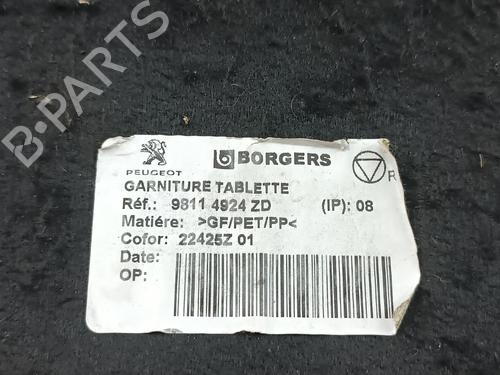 B-PARTS
PEUGEOT
BORGERS
R
GARNITURE TABLETTE
Réf.: 9811 4924 ZD (IP): 08
Matiére: >GF/PET/PP<
Cofor: 22425Z 01
Date:
OP: